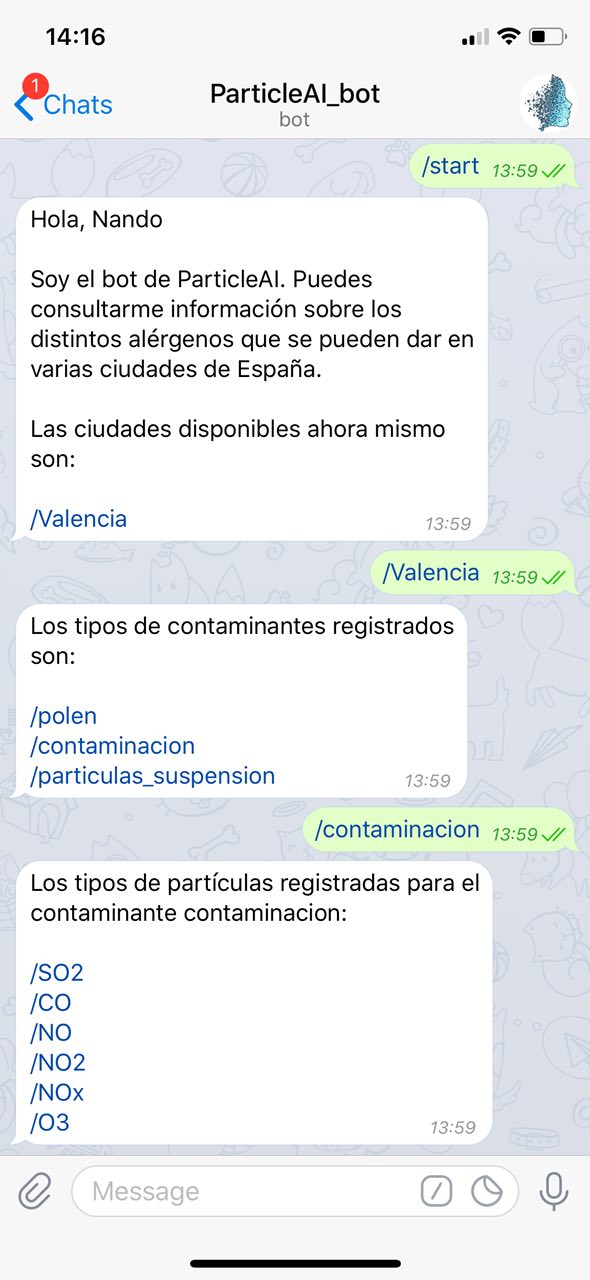 14:16
1
Chats
ParticleAI_bot
bot
/start 13:59
Hola, Nando
Soy el bot de ParticleAI. Puedes
consultarme información sobre los
distintos alérgenos que se pueden dar en
varias ciudades de España.
Las ciudades disponibles ahora mismo
son:
/Valencia 13:59
/Valencia 13:59
Los tipos de contaminantes registrados
son:
/polen
/contaminacion
/particulas_suspension 13:59
/contaminacion 13:59
Los tipos de partículas registradas para el
contaminante contaminacion:
/SO2
/CO
/NO
/NO2
/NOx
/O3 13:59
Message